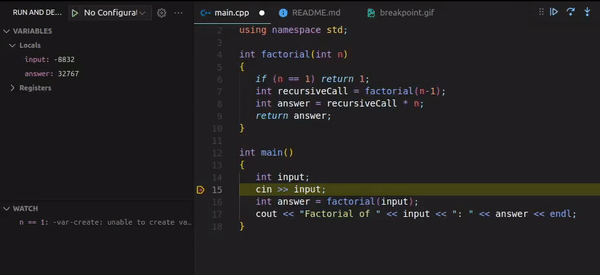 RUN AND DE... No Configurat
VARIABLES
Locals
input: -8832
answer: 32767
Registers
WATCH
n == 1: -var-create: unable to create va...
main.cpp README.md breakpoint.gif
2 using namespace std;
3
4 int factorial(int n)
5 {
6 if (n == 1) return 1;
7 int recursiveCall = factorial(n-1);
8 int answer = recursiveCall * n;
9 return answer;
10 }
11
12 int main()
13 {
14 int input;
15 cin >> input;
16 int answer = factorial(input);
17 cout << "Factorial of " << input << ": " << answer << endl;
18 }